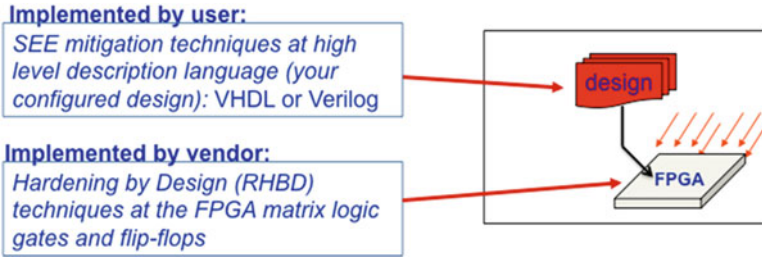 Implemented by user:
SEE mitigation techniques at high
level description language (your
configured design): VHDL or Verilog
design
Implemented by vendor:
Hardening by Design (RHBD)
techniques at the FPGA matrix logic
gates and flip-flops
FPGA